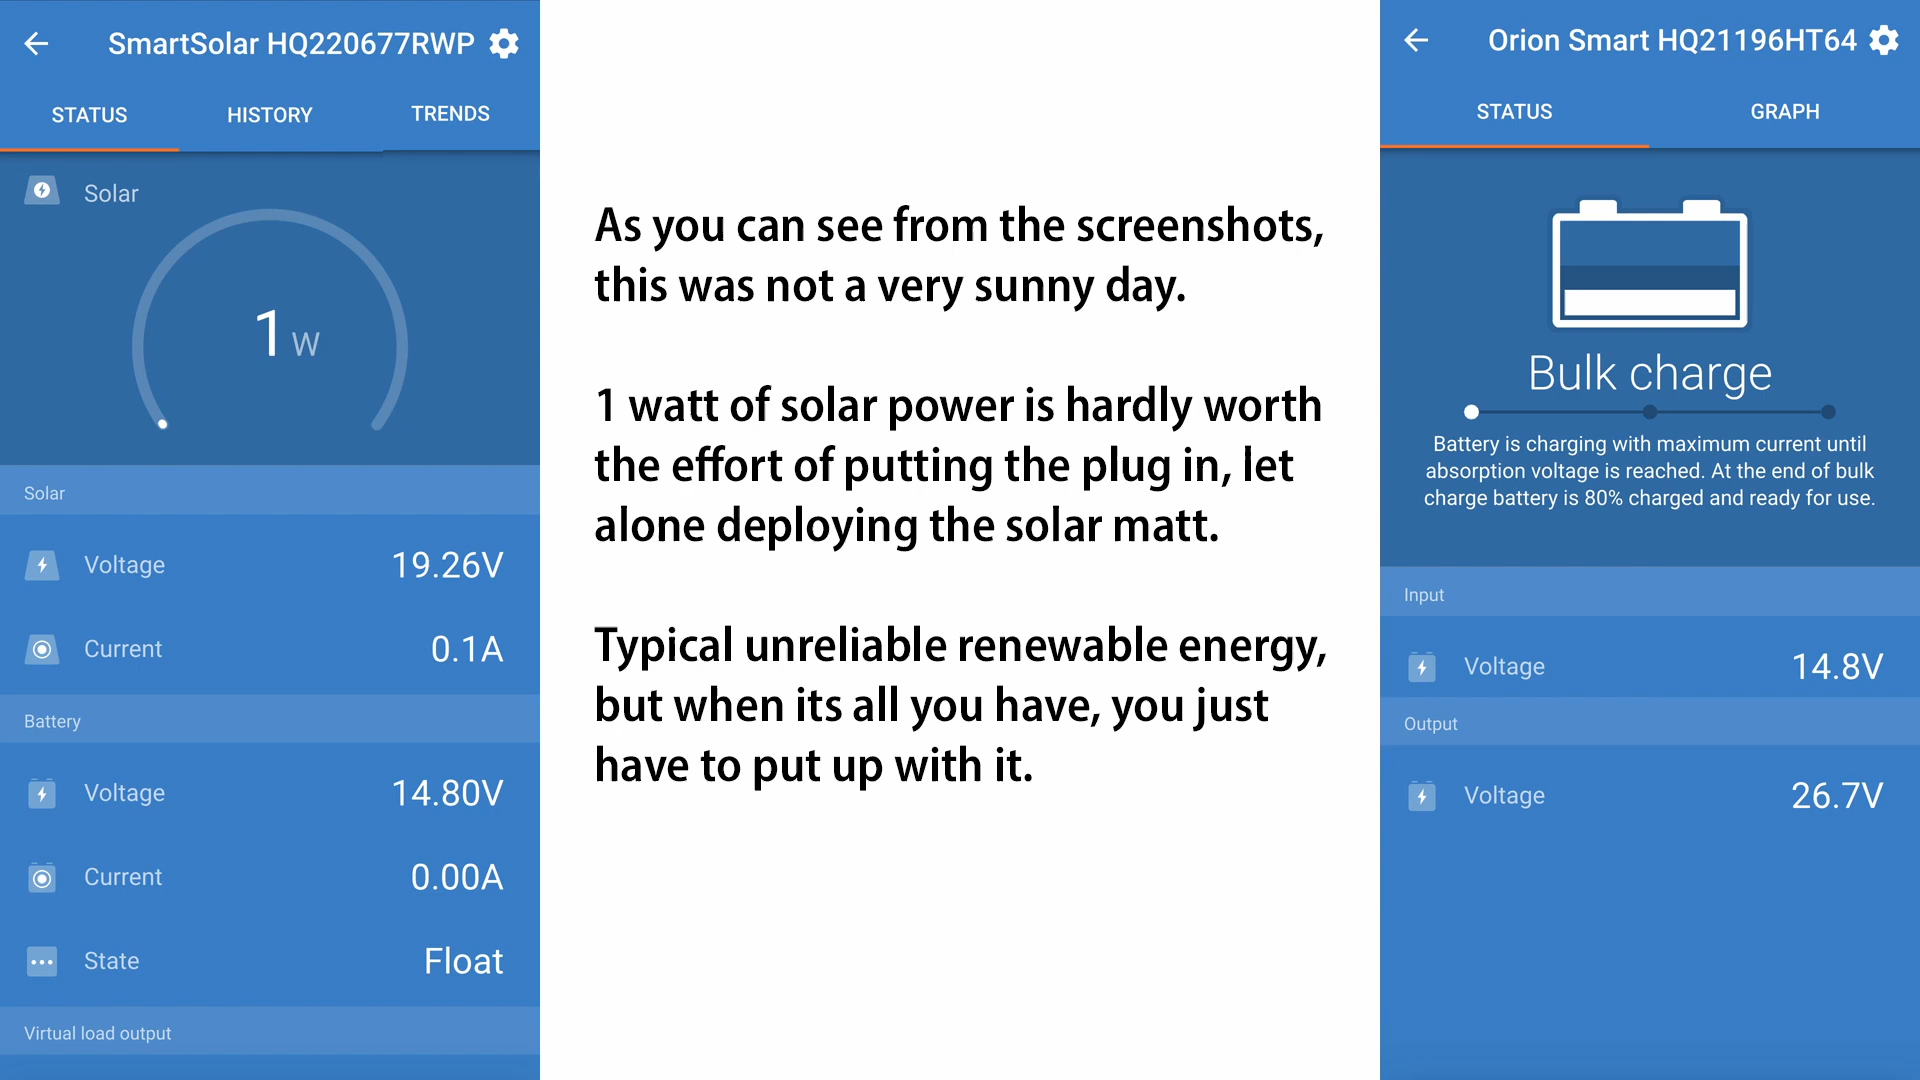 SmartSolar HQ220677RWP
STATUS HISTORY TRENDS
Solar
1 W
Solar
Voltage 19.26V
Current 0.1A
Battery
Voltage 14.80V
Current 0.00A
State Float
Virtual load output
As you can see from the screenshots,
this was not a very sunny day.
1 watt of solar power is hardly worth
the effort of putting the plug in, let
alone deploying the solar matt.
Typical unreliable renewable energy,
but when its all you have, you just
have to put up with it.
Orion Smart HQ21196HT64
STATUS GRAPH
Bulk charge
Battery is charging with maximum current until
absorption voltage is reached. At the end of bulk
charge battery is 80% charged and ready for use.
Input
Voltage 14.8V
Output
Voltage 26.7V